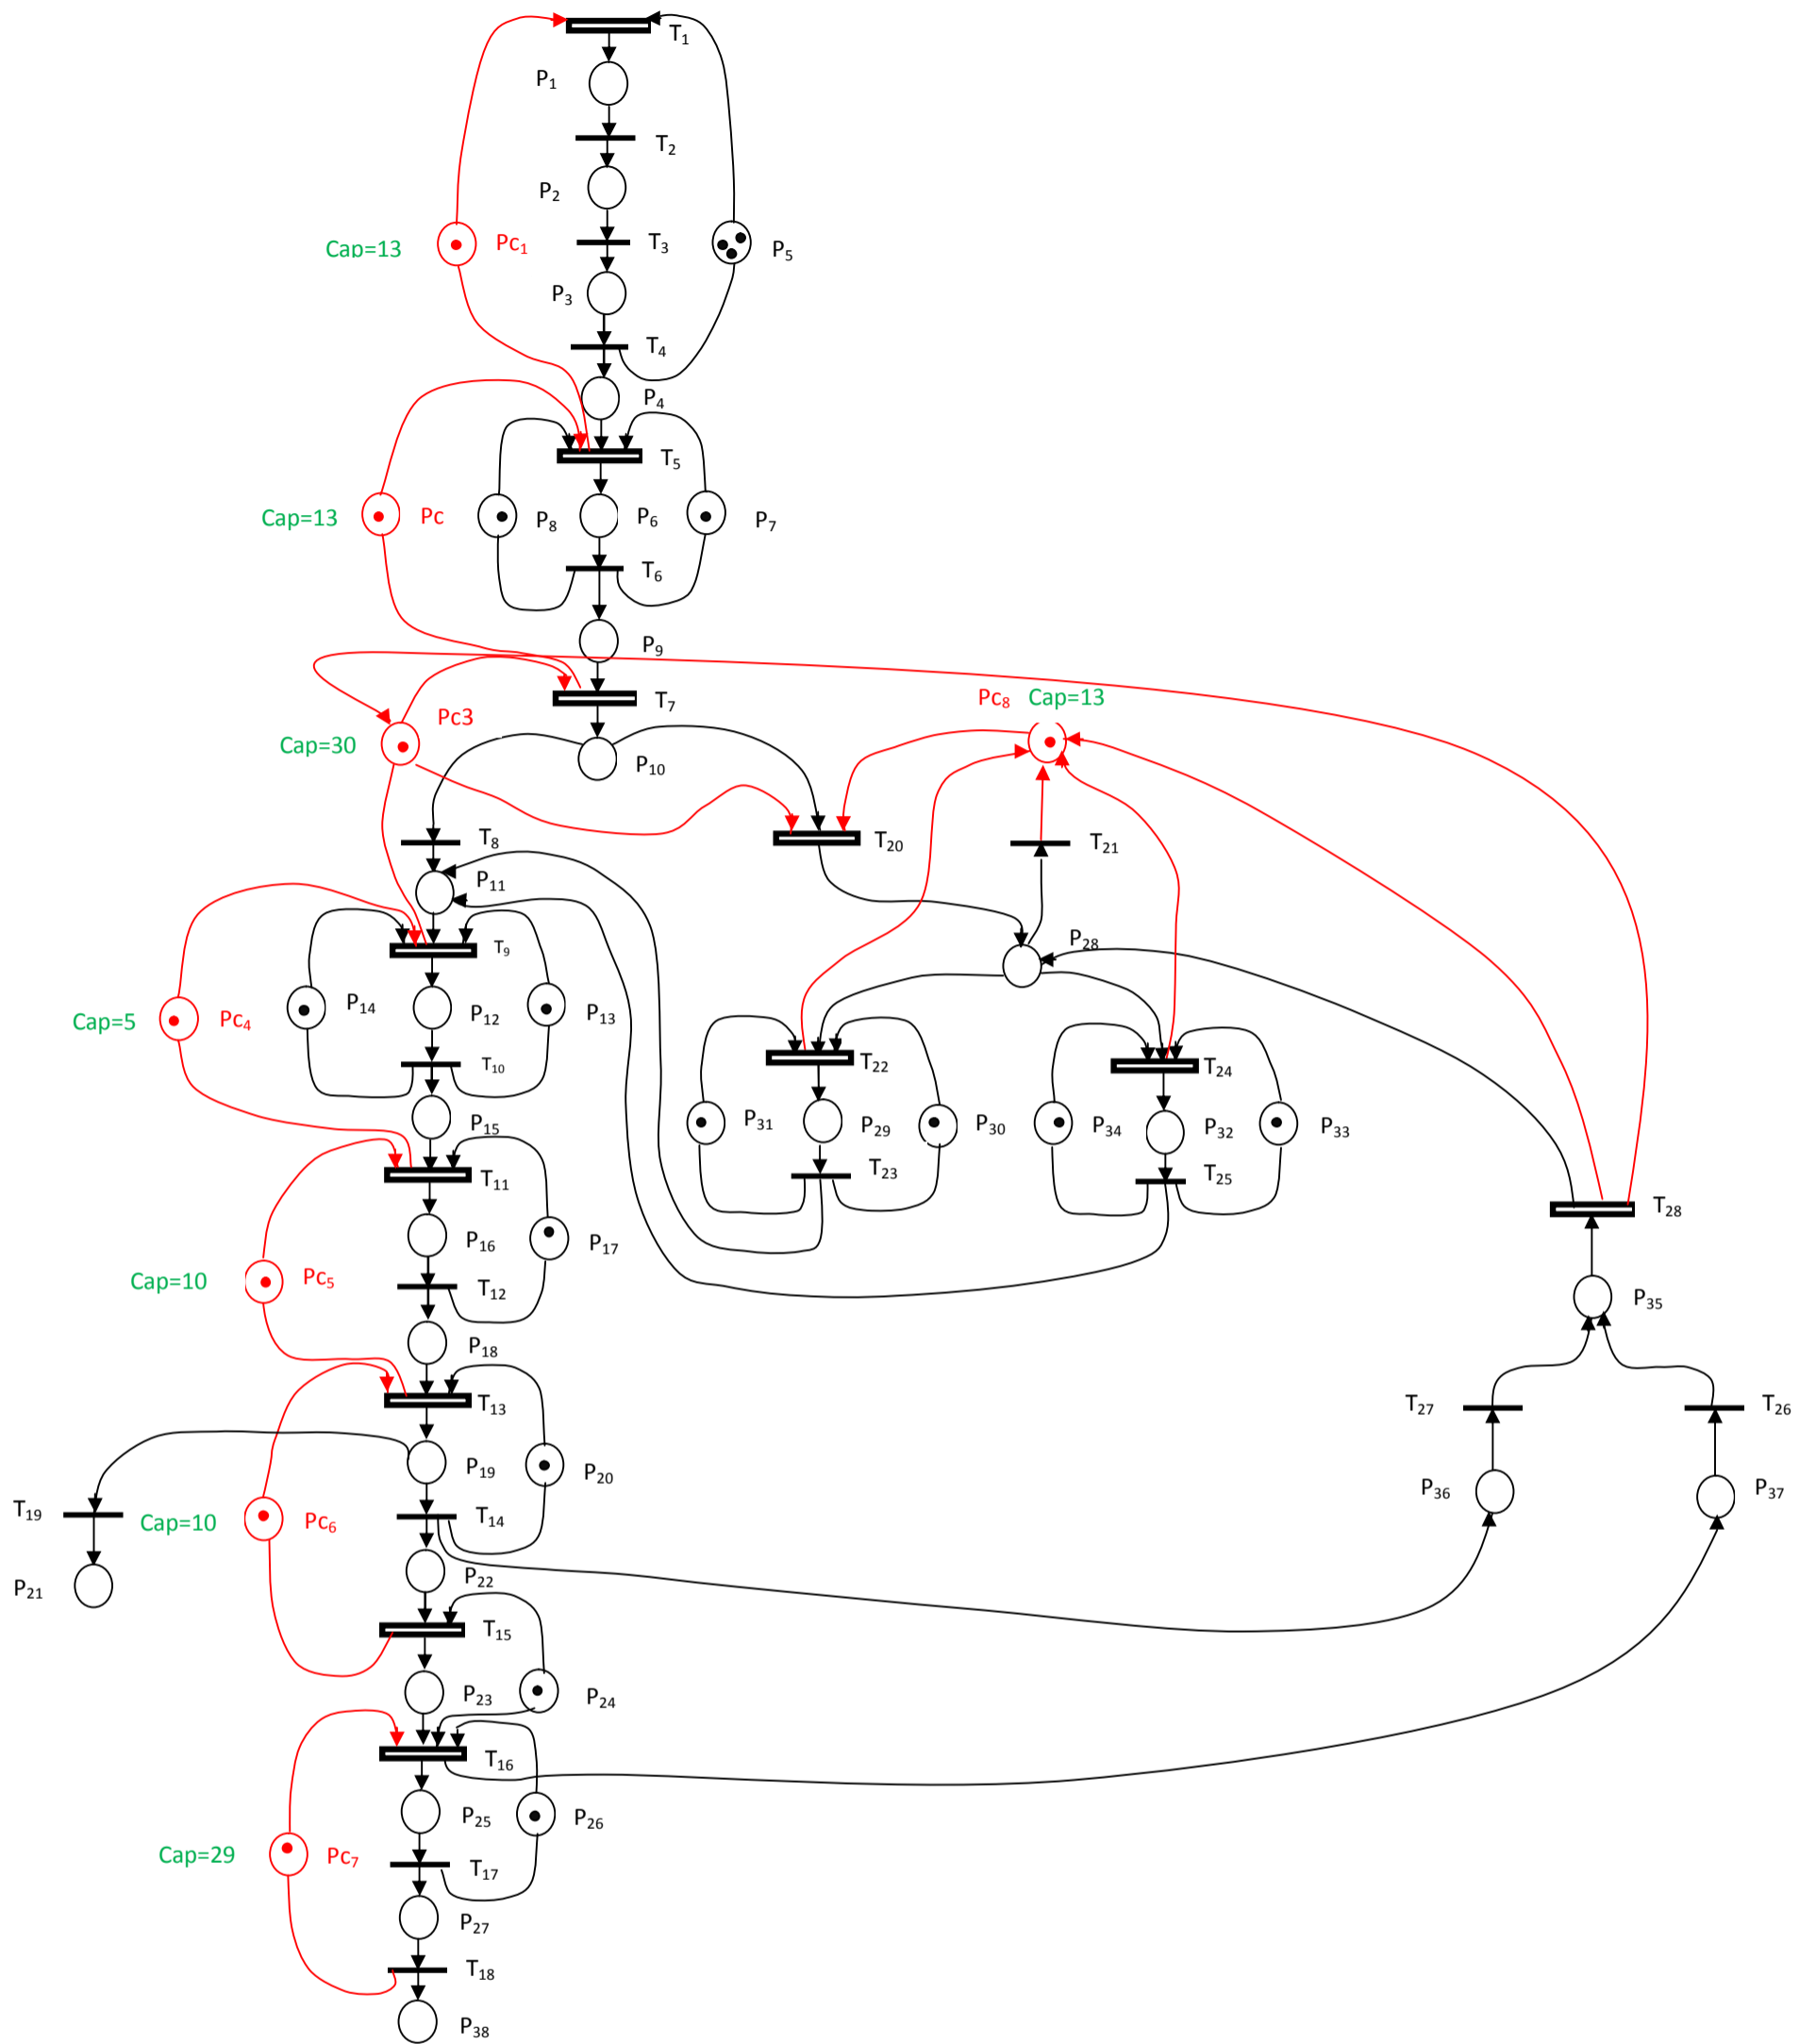 T1
P1
T2
P2
Cap=13 Pc1 T3 P5
P3
T4
P4
T5
Cap=13 Pc P8 P6 P7
T6
P9
T7 Pc8 Cap=13
Pc3
Cap=30 P10
T8 T20 T21
P11
P28
T9
P14 P12 P13
Cap=5 Pc4
T10 T22 T24
P15 P31 P29 P30 P34 P32 P33
T11 T23 T25
T28
P16 P17
Cap=10 Pc5
T12 P35
P18
T13 T27 T26
P19 P20
P36 P37
T19 Cap=10 Pc6 T14
P21 P22
T15
P23 P24
T16
P25 P26
Cap=29 Pc7
T17
P27
T18
P38